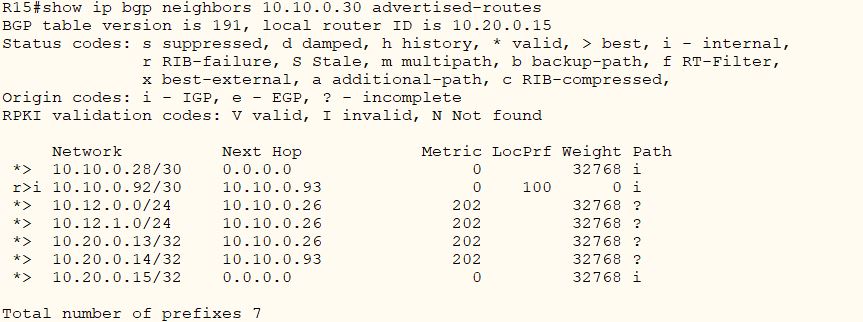 R15#show ip bgp neighbors 10.10.0.30 advertised-routes
BGP table version is 191, local router ID is 10.20.0.15
Status codes: s suppressed, d damped, h history, * valid, > best, i - internal,
              r RIB-failure, S Stale, m multipath, b backup-path, f RT-Filter,
              x best-external, a additional-path, c RIB-compressed,
Origin codes: i - IGP, e - EGP, ? - incomplete
RPKI validation codes: V valid, I invalid, N Not found

     Network          Next Hop            Metric LocPrf Weight Path
 *>  10.10.0.28/30    0.0.0.0                  0         32768 i
 r>i 10.10.0.92/30    10.10.0.93               0    100      0 i
 *>  10.12.0.0/24     10.10.0.26             202         32768 ?
 *>  10.12.1.0/24     10.10.0.26             202         32768 ?
 *>  10.20.0.13/32    10.10.0.26             202         32768 ?
 *>  10.20.0.14/32    10.10.0.93             202         32768 ?
 *>  10.20.0.15/32    0.0.0.0                  0         32768 i

Total number of prefixes 7